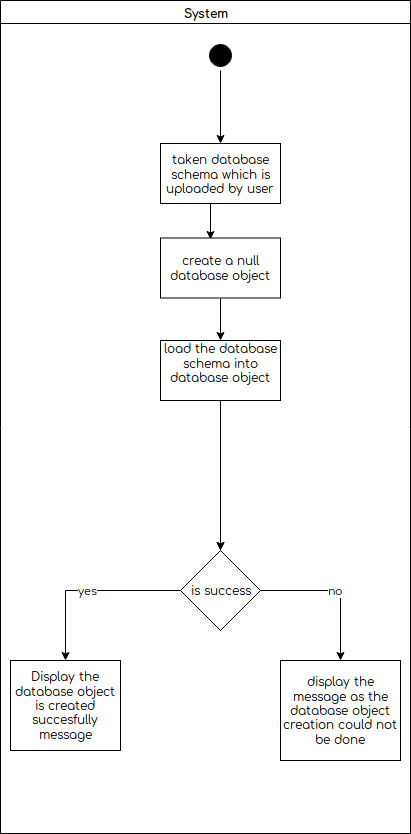 System
taken database
schema which is
uploaded by user
create a null
database object
load the database
schema into
database object
is success
yes
no
Display the
database object
is created
succesfully
message
display the
message as the
database object
creation could not
be done